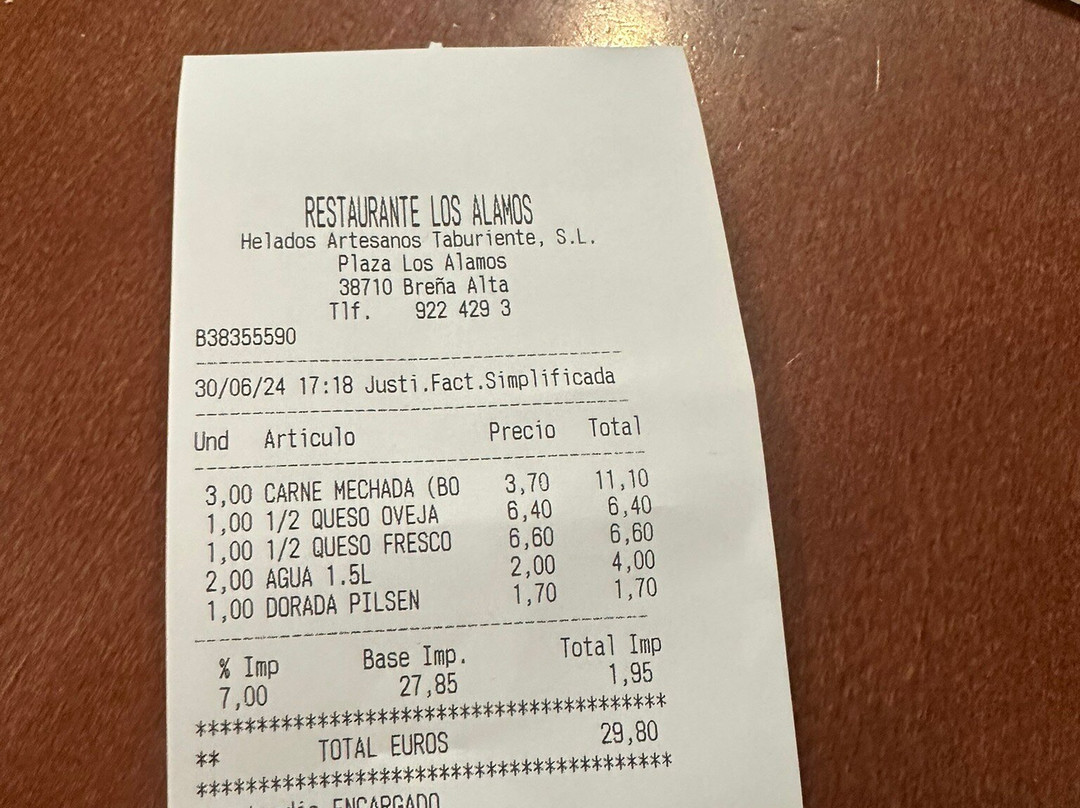 RESTAURANTE LOS ALAMOS
Helados Artesanos Taburiente, S.L.
Plaza Los Alamos
38710 Breña Alta
Tlf. 922 429 3
B38355590
30/06/24 17:18 Justi.Fact.Simplificada
Und Articulo Precio Total
3,00 CARNE MECHADA (BO 3,70 11,10
1,00 1/2 QUESO OVEJA 6,40 6,40
1,00 1/2 QUESO FRESCO 6,60 6,60
2,00 AGUA 1.5L 2,00 4,00
1,00 DORADA PILSEN 1,70 1,70
% Imp Base Imp. Total Imp
7,00 27,85 1,95
****************************************
** TOTAL EUROS 29,80
****************************************
ENCARGADO